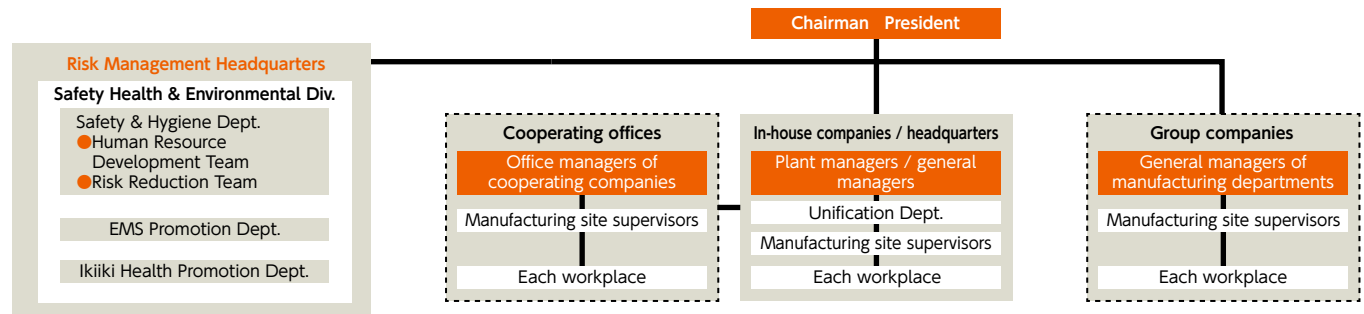 Chairman President
Risk Management Headquarters
Safety Health & Environmental Div.
Safety & Hygiene Dept.
●Human Resource
Development Team
●Risk Reduction Team
EMS Promotion Dept.
Ikiiki Health Promotion Dept.
Cooperating offices
Office managers of
cooperating companies
Manufacturing site supervisors
Each workplace
In-house companies / headquarters
Plant managers / general
managers
Unification Dept.
Manufacturing site supervisors
Each workplace
Group companies
General managers of
manufacturing departments
Manufacturing site supervisors
Each workplace